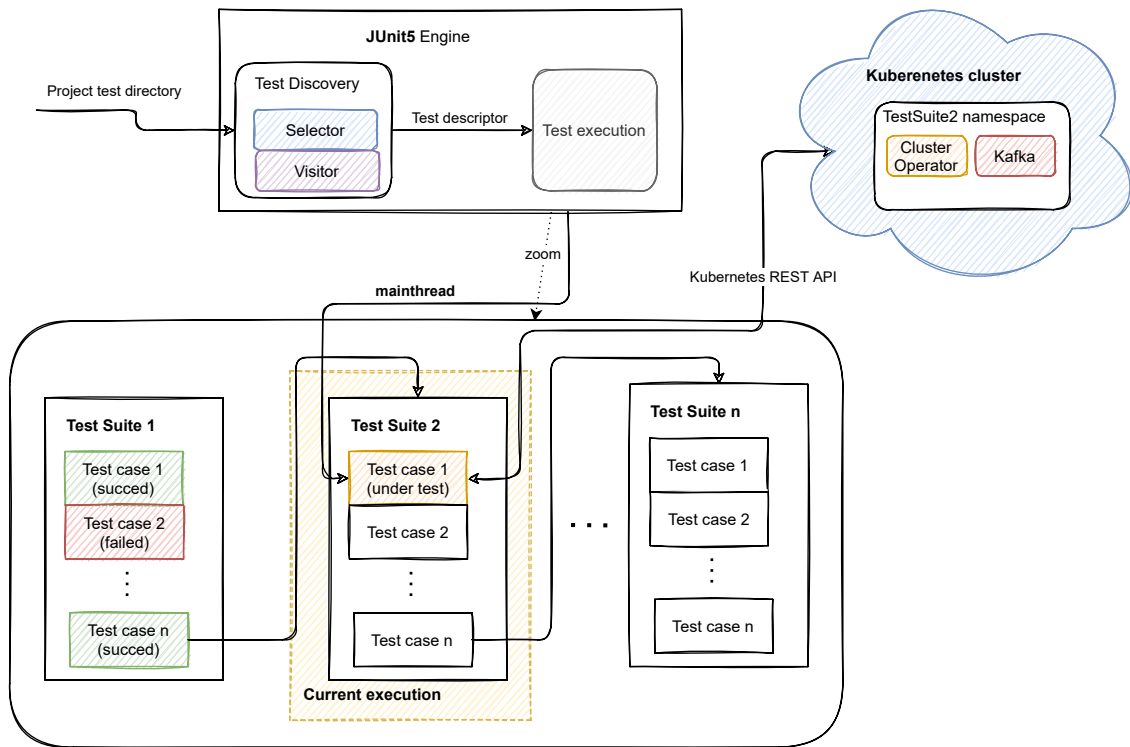 JUnit5 Engine
Project test directory
Test Discovery
Selector
Visitor
Test descriptor
Test execution
Kuberenetes cluster
TestSuite2 namespace
Cluster
Operator
Kafka
zoom
Kubernetes REST API
mainthread
Test Suite 1
Test case 1
(succed)
Test case 2
(failed)
Test case n
(succed)
Test Suite 2
Test case 1
(under test)
Test case 2
Test case n
Current execution
. . .
Test Suite n
Test case 1
Test case 2
Test case n